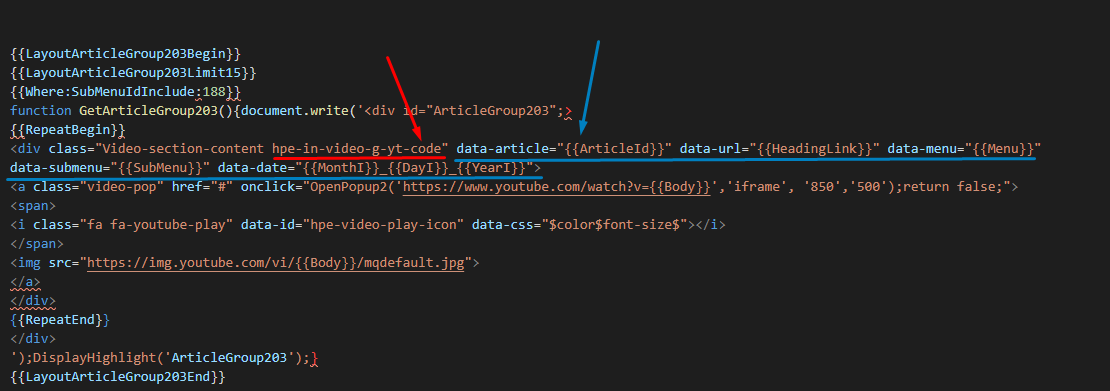 {{LayoutArticleGroup203Begin}}
{{LayoutArticleGroup203Limit15}}
{{Where:SubMenuIdInclude:188}}
function GetArticleGroup203(){document.write('<div id="ArticleGroup203";>
{{RepeatBegin}}
<div class="Video-section-content hpe-in-video-g-yt-code" data-article="{{ArticleId}}" data-url="{{HeadingLink}}" data-menu="{{Menu}}"
data-submenu="{{SubMenu}}" data-date="{{MonthI}}_{{DayI}}_{{YearI}}">
<a class="video-pop" href="#" onclick="OpenPopup2('https://www.youtube.com/watch?v={{Body}}','iframe', '850','500');return false;">
<span>
<i class="fa fa-youtube-play" data-id="hpe-video-play-icon" data-css="$color$font-size$"></i>
</span>
<img src="https://img.youtube.com/vi/{{Body}}/mqdefault.jpg">
</a>
</div>
{{RepeatEnd}}
</div>
');DisplayHighlight('ArticleGroup203');}
{{LayoutArticleGroup203End}}